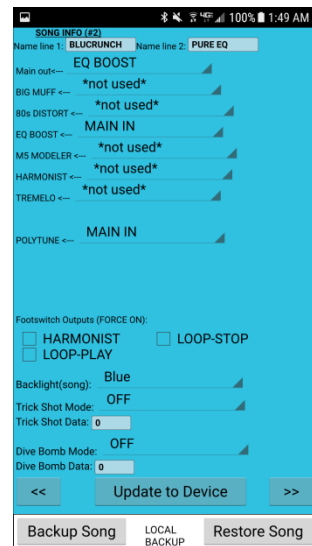 4G 100% 1:49 AM
SONG INFO (#2)
Name line 1: BLUCRUNCH Name line 2: PURE EQ
Main out<--- EQ BOOST
BIG MUFF <--- *not used*
80s DISTORT <--- *not used*
EQ BOOST <--- MAIN IN
M5 MODELER <--- *not used*
HARMONIST <--- *not used*
TREMELO <--- *not used*
POLYTUNE <--- MAIN IN
Footswitch Outputs (FORCE ON):
HARMONIST LOOP-STOP
LOOP-PLAY
Backlight(song): Blue
Trick Shot Mode: OFF
Trick Shot Data: 0
Dive Bomb Mode: OFF
Dive Bomb Data: 0
<< Update to Device >>
Backup Song LOCAL BACKUP Restore Song